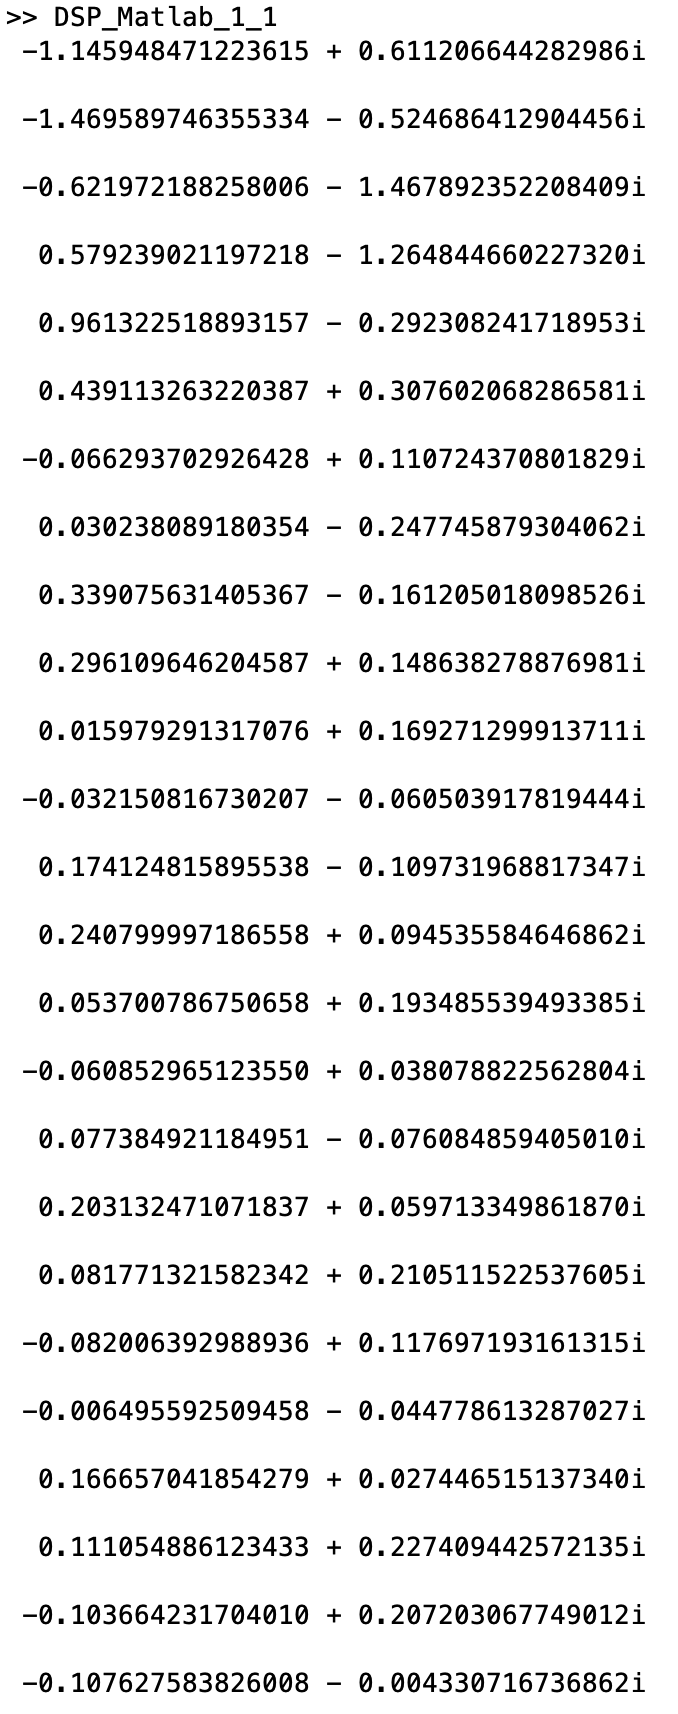 >> DSP_Matlab_1_1
-1.145948471223615 + 0.611206644282986i
-1.469589746355334 - 0.524686412904456i
-0.621972188258006 - 1.467892352208409i
0.579239021197218 - 1.264844660227320i
0.961322518893157 - 0.292308241718953i
0.439113263220387 + 0.307602068286581i
-0.066293702926428 + 0.110724370801829i
0.030238089180354 - 0.247745879304062i
0.339075631405367 - 0.161205018098526i
0.296109646204587 + 0.148638278876981i
0.015979291317076 + 0.169271299913711i
-0.032150816730207 - 0.060503917819444i
0.174124815895538 - 0.109731968817347i
0.240799997186558 + 0.094535584646862i
0.053700786750658 + 0.193485539493385i
-0.060852965123550 + 0.038078822562804i
0.077384921184951 - 0.076084859405010i
0.203132471071837 + 0.059713349861870i
0.081771321582342 + 0.210511522537605i
-0.082006392988936 + 0.117697193161315i
-0.006495592509458 - 0.044778613287027i
0.166657041854279 + 0.027446515137340i
0.111054886123433 + 0.227409442572135i
-0.103664231704010 + 0.207203067749012i
-0.107627583826008 - 0.004330716736862i